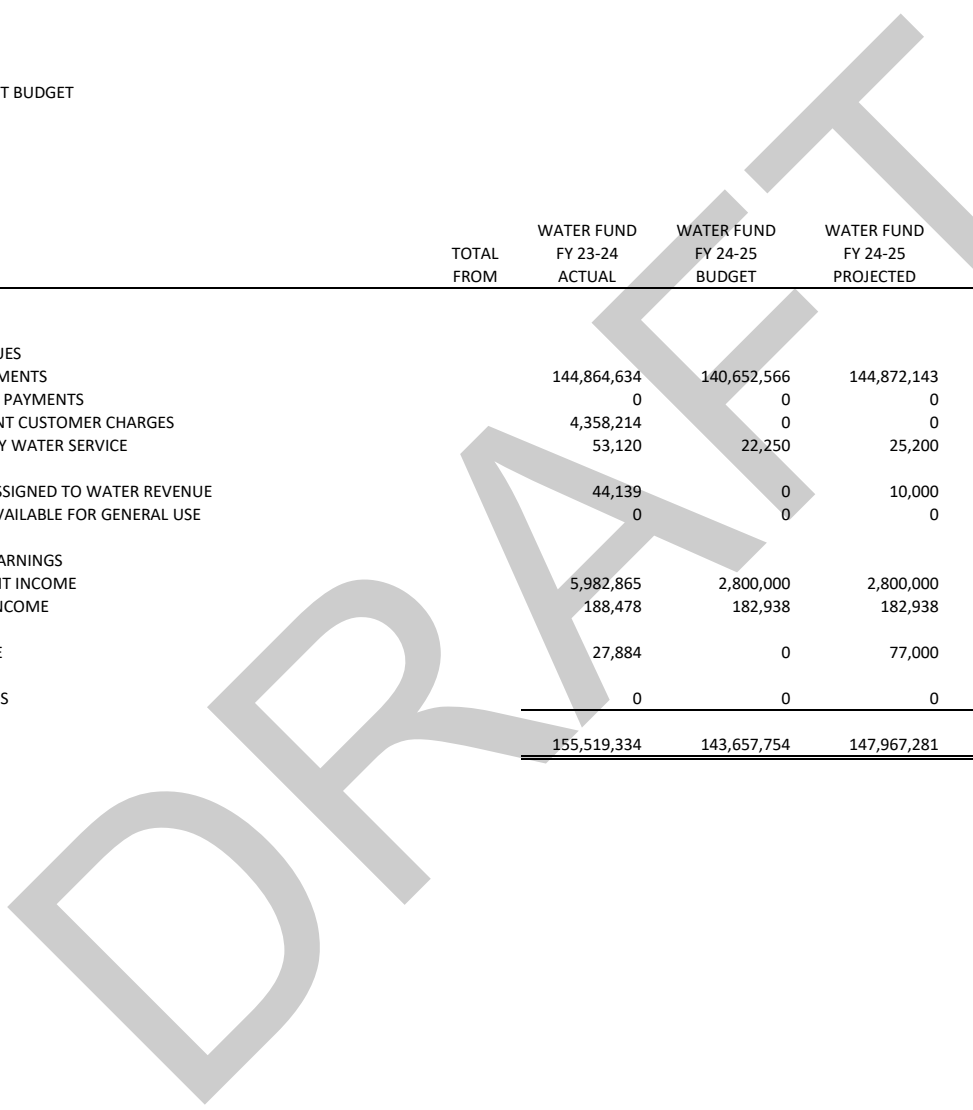 T BUDGET
WATER FUND WATER FUND WATER FUND
TOTAL FY 23-24 FY 24-25 FY 24-25
FROM ACTUAL BUDGET PROJECTED
UES
MENTS 144,864,634 140,652,566 144,872,143
PAYMENTS 0 0 0
NT CUSTOMER CHARGES 4,358,214 0 0
Y WATER SERVICE 53,120 22,250 25,200
SSIGNED TO WATER REVENUE 44,139 0 10,000
VAILABLE FOR GENERAL USE 0 0 0
ARNINGS
NT INCOME 5,982,865 2,800,000 2,800,000
NCOME 188,478 182,938 182,938
E 27,884 0 77,000
S 0 0 0
155,519,334 143,657,754 147,967,281
DRAFT